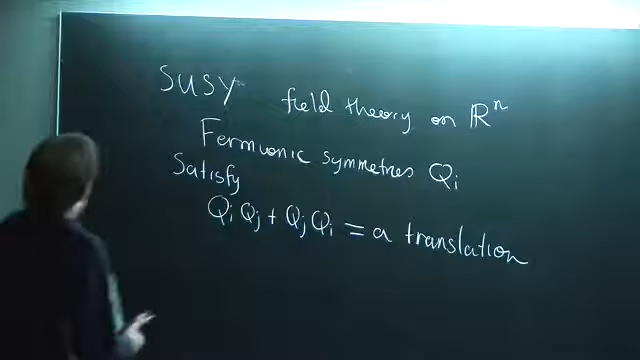 SUSY field theory on ℝⁿ
Fermionic symmetries Qᵢ
Satisfy
QᵢQⱼ + QⱼQᵢ = a translation